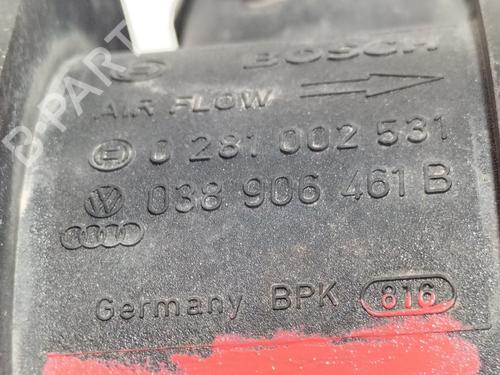 BOSCH
AIR FLOW
0 281 002 531
038 906 461 B
Germany BPK 816
B-PARTS